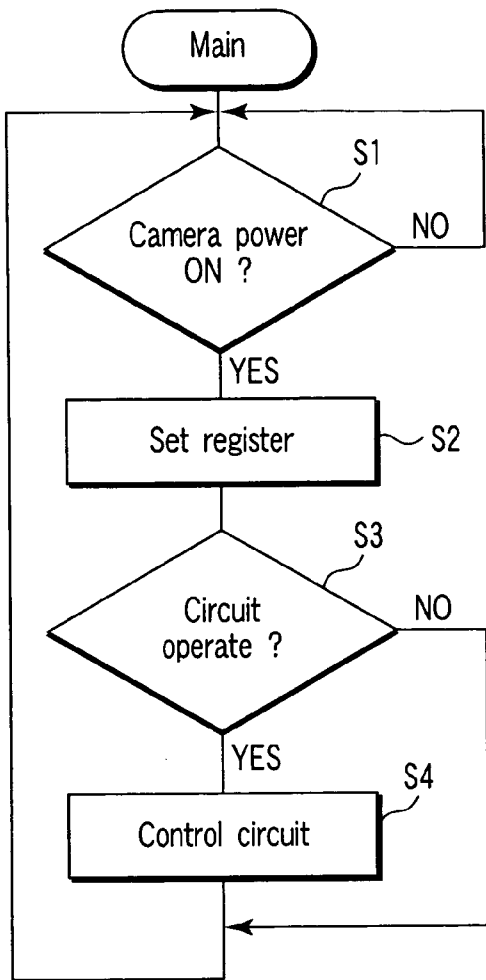 Main
S1
Camera power
ON ?
NO
YES
Set register
S2
S3
Circuit
operate ?
NO
YES
S4
Control circuit